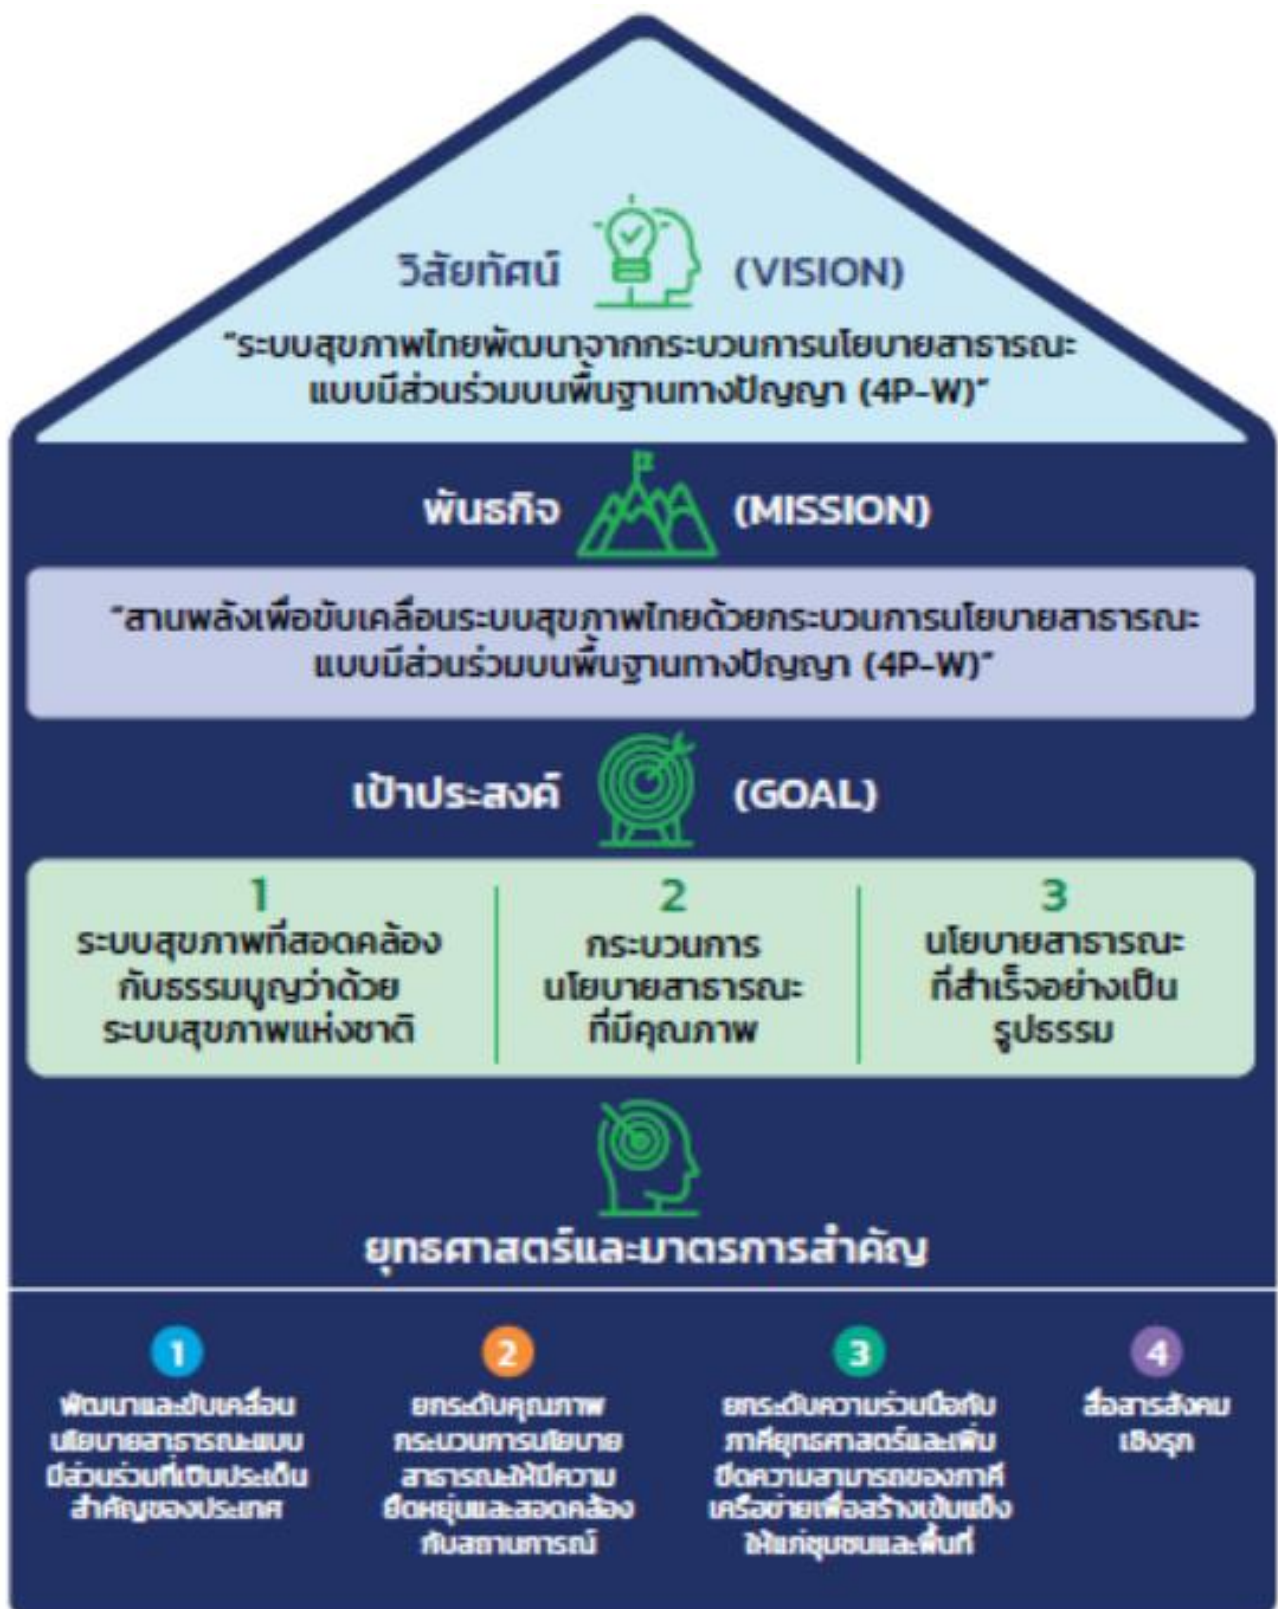 วิสัยทัศน์ (VISION)
"ระบบสุขภาพไทยพัฒนาจากกระบวนการนโยบายสาธารณะ
แบบมีส่วนร่วมบนพื้นฐานทางปัญญา (4P-W)"
พันธกิจ (MISSION)
"สานพลังเพื่อขับเคลื่อนระบบสุขภาพไทยด้วยกระบวนการนโยบายสาธารณะ
แบบมีส่วนร่วมบนพื้นฐานทางปัญญา (4P-W)"
เป้าประสงค์ (GOAL)
1
ระบบสุขภาพที่สอดคล้อง
กับธรรมนูญว่าด้วย
ระบบสุขภาพแห่งชาติ
2
กระบวนการ
นโยบายสาธารณะ
ที่มีคุณภาพ
3
นโยบายสาธารณะ
ที่สำเร็จอย่างเป็น
รูปธรรม
ยุทธศาสตร์และมาตรการสำคัญ
1
พัฒนาและขับเคลื่อน
นโยบายสาธารณะแบบ
มีส่วนร่วมที่เป็นประเด็น
สำคัญของประเทศ
2
ยกระดับคุณภาพ
กระบวนการนโยบาย
สาธารณะให้มีความ
ยืดหยุ่นและสอดคล้อง
กับสถานการณ์
3
ยกระดับความร่วมมือกับ
ภาคียุทธศาสตร์และเพิ่ม
ขีดความสามารถของภาคี
เครือข่ายเพื่อสร้างเข้มแข็ง
ให้แก่ชุมชนและพื้นที่
4
สื่อสารสังคม
เชิงรุก